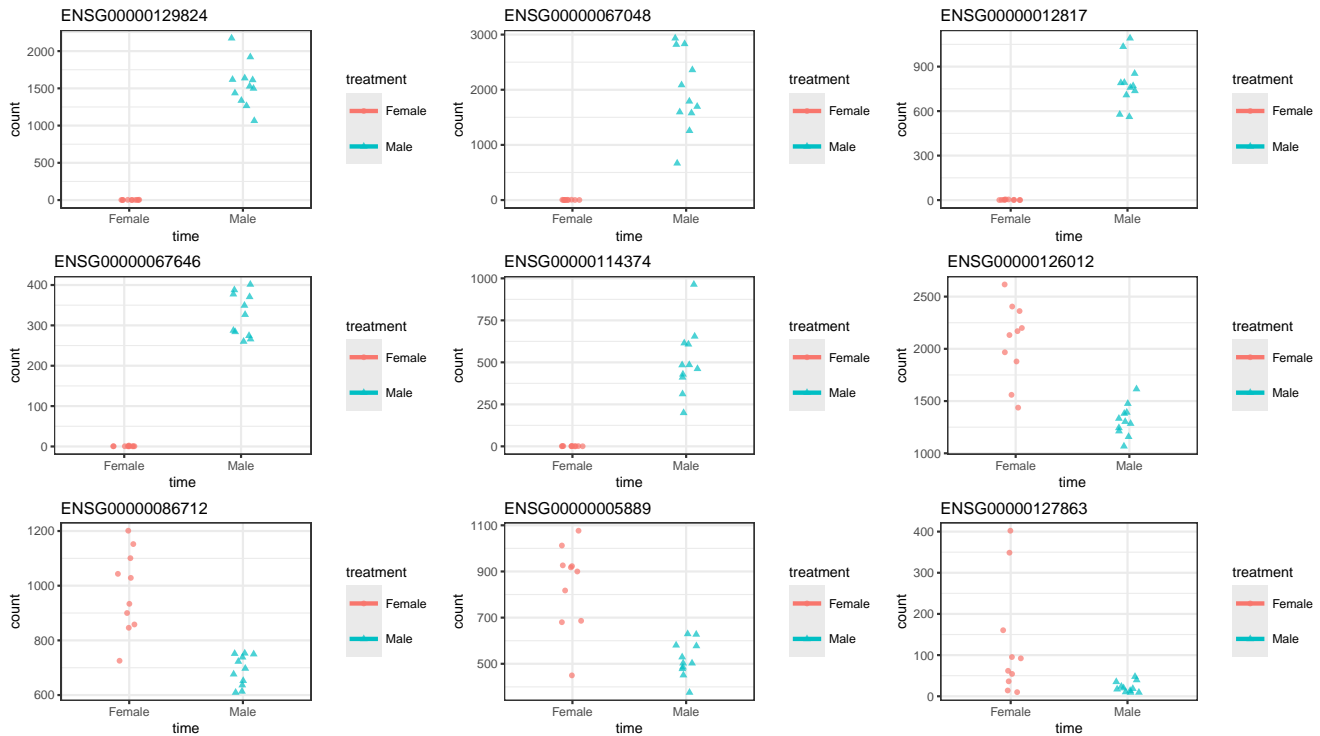 ENSG00000129824
2000
1500
1000
500
0
count
Female
Male
time
treatment
Female
Male
ENSG00000067048
3000
2000
1000
0
count
Female
Male
time
treatment
Female
Male
ENSG00000012817
900
600
300
0
count
Female
Male
time
treatment
Female
Male
ENSG00000067646
400
300
200
100
0
count
Female
Male
time
treatment
Female
Male
ENSG00000114374
1000
750
500
250
0
count
Female
Male
time
treatment
Female
Male
ENSG00000126012
2500
2000
1500
1000
count
Female
Male
time
treatment
Female
Male
ENSG00000086712
1200
1000
800
600
count
Female
Male
time
treatment
Female
Male
ENSG00000005889
1100
900
700
500
count
Female
Male
time
treatment
Female
Male
ENSG00000127863
400
300
200
100
0
count
Female
Male
time
treatment
Female
Male